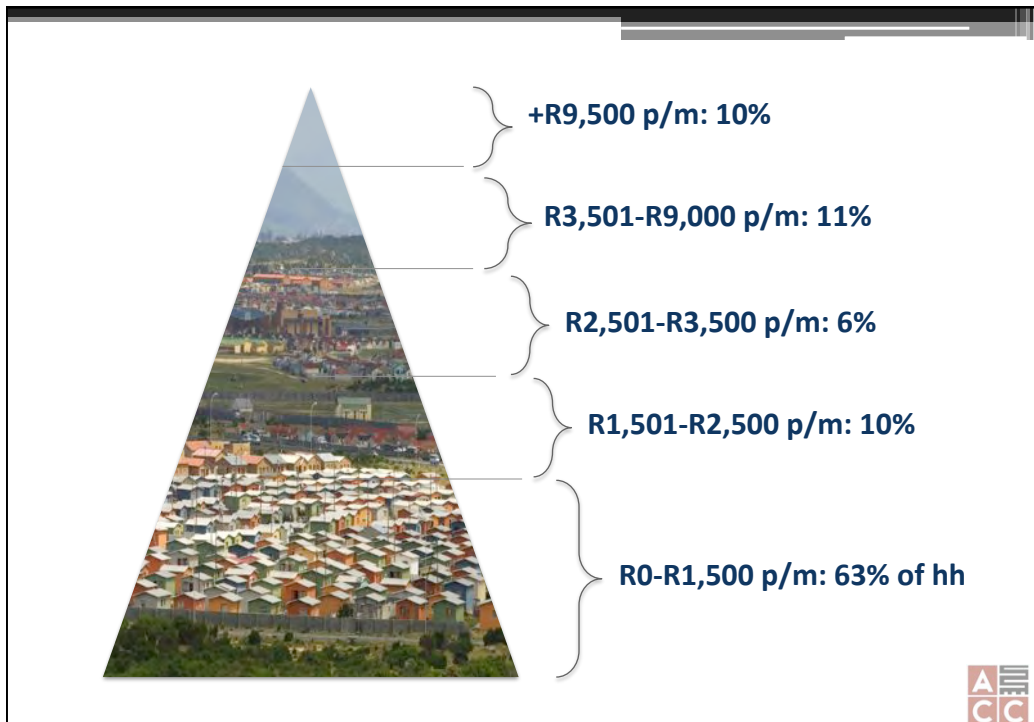 +R9,500 p/m: 10%
R3,501-R9,000 p/m: 11%
R2,501-R3,500 p/m: 6%
R1,501-R2,500 p/m: 10%
R0-R1,500 p/m: 63% of hh
A
C C